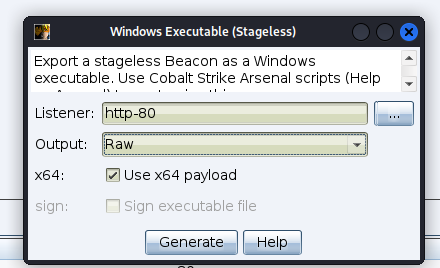 Windows Executable (Stageless)
Export a stageless Beacon as a Windows
executable. Use Cobalt Strike Arsenal scripts (Help
Listener: http-80 ...
Output: Raw
x64: Use x64 payload
sign: Sign executable file
Generate Help